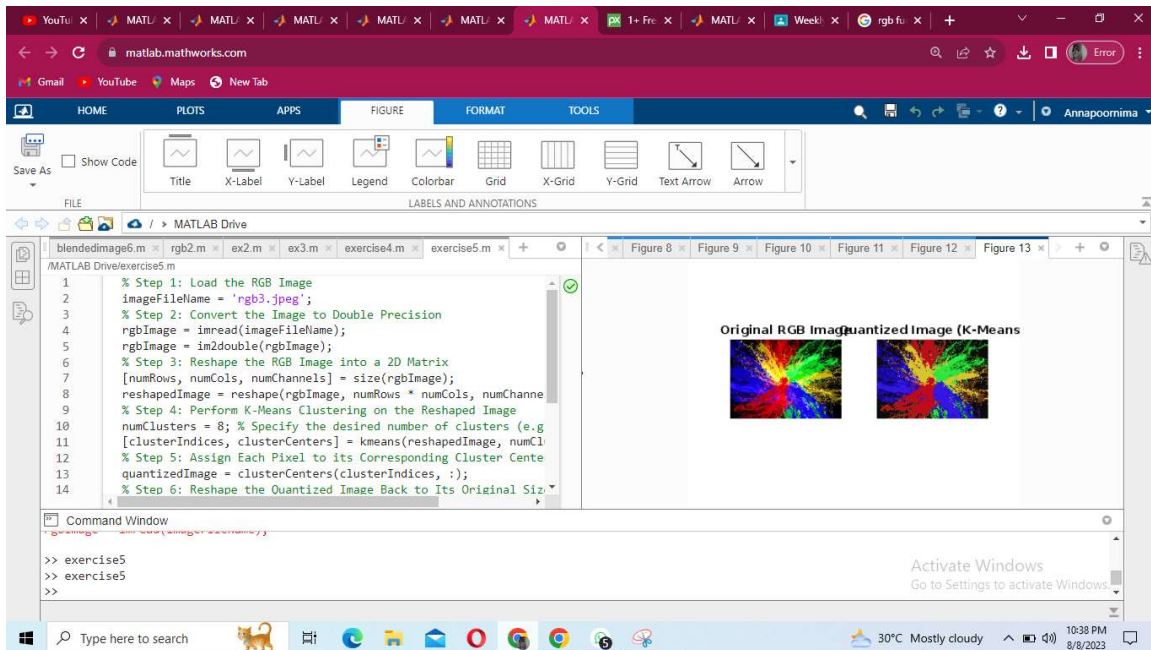 YouTu MATL MATL MATL MATL MATL MATL 1+ Fre MATL Weekly rgb fu
matlab.mathworks.com Error
Gmail YouTube Maps New Tab
HOME PLOTS APPS FIGURE FORMAT TOOLS Annapoornima
Save As Show Code Title X-Label Y-Label Legend Colorbar Grid X-Grid Y-Grid Text Arrow Arrow
FILE LABELS AND ANNOTATIONS
/ > MATLAB Drive
blendedimage6.m rgb2.m ex2.m ex3.m exercise4.m exercise5.m
/MATLAB Drive/exercise5.m
1 % Step 1: Load the RGB Image
2 imageFileName = 'rgb3.jpeg';
3 % Step 2: Convert the Image to Double Precision
4 rgbImage = imread(imageFileName);
5 rgbImage = im2double(rgbImage);
6 % Step 3: Reshape the RGB Image into a 2D Matrix
7 [numRows, numCols, numChannels] = size(rgbImage);
8 reshapedImage = reshape(rgbImage, numRows * numCols, numChanne
9 % Step 4: Perform K-Means Clustering on the Reshaped Image
10 numClusters = 8; % Specify the desired number of clusters (e.g
11 [clusterIndices, clusterCenters] = kmeans(reshapedImage, numCl
12 % Step 5: Assign Each Pixel to its Corresponding Cluster Cente
13 quantizedImage = clusterCenters(clusterIndices, :);
14 % Step 6: Reshape the Quantized Image Back to Its Original Siz
Figure 8 Figure 9 Figure 10 Figure 11 Figure 12 Figure 13
Original RGB Image Quantized Image (K-Means
Command Window
>> exercise5
>> exercise5
>>
Activate Windows
Go to Settings to activate Windows.
Type here to search 30°C Mostly cloudy 10:38 PM
8/8/2023